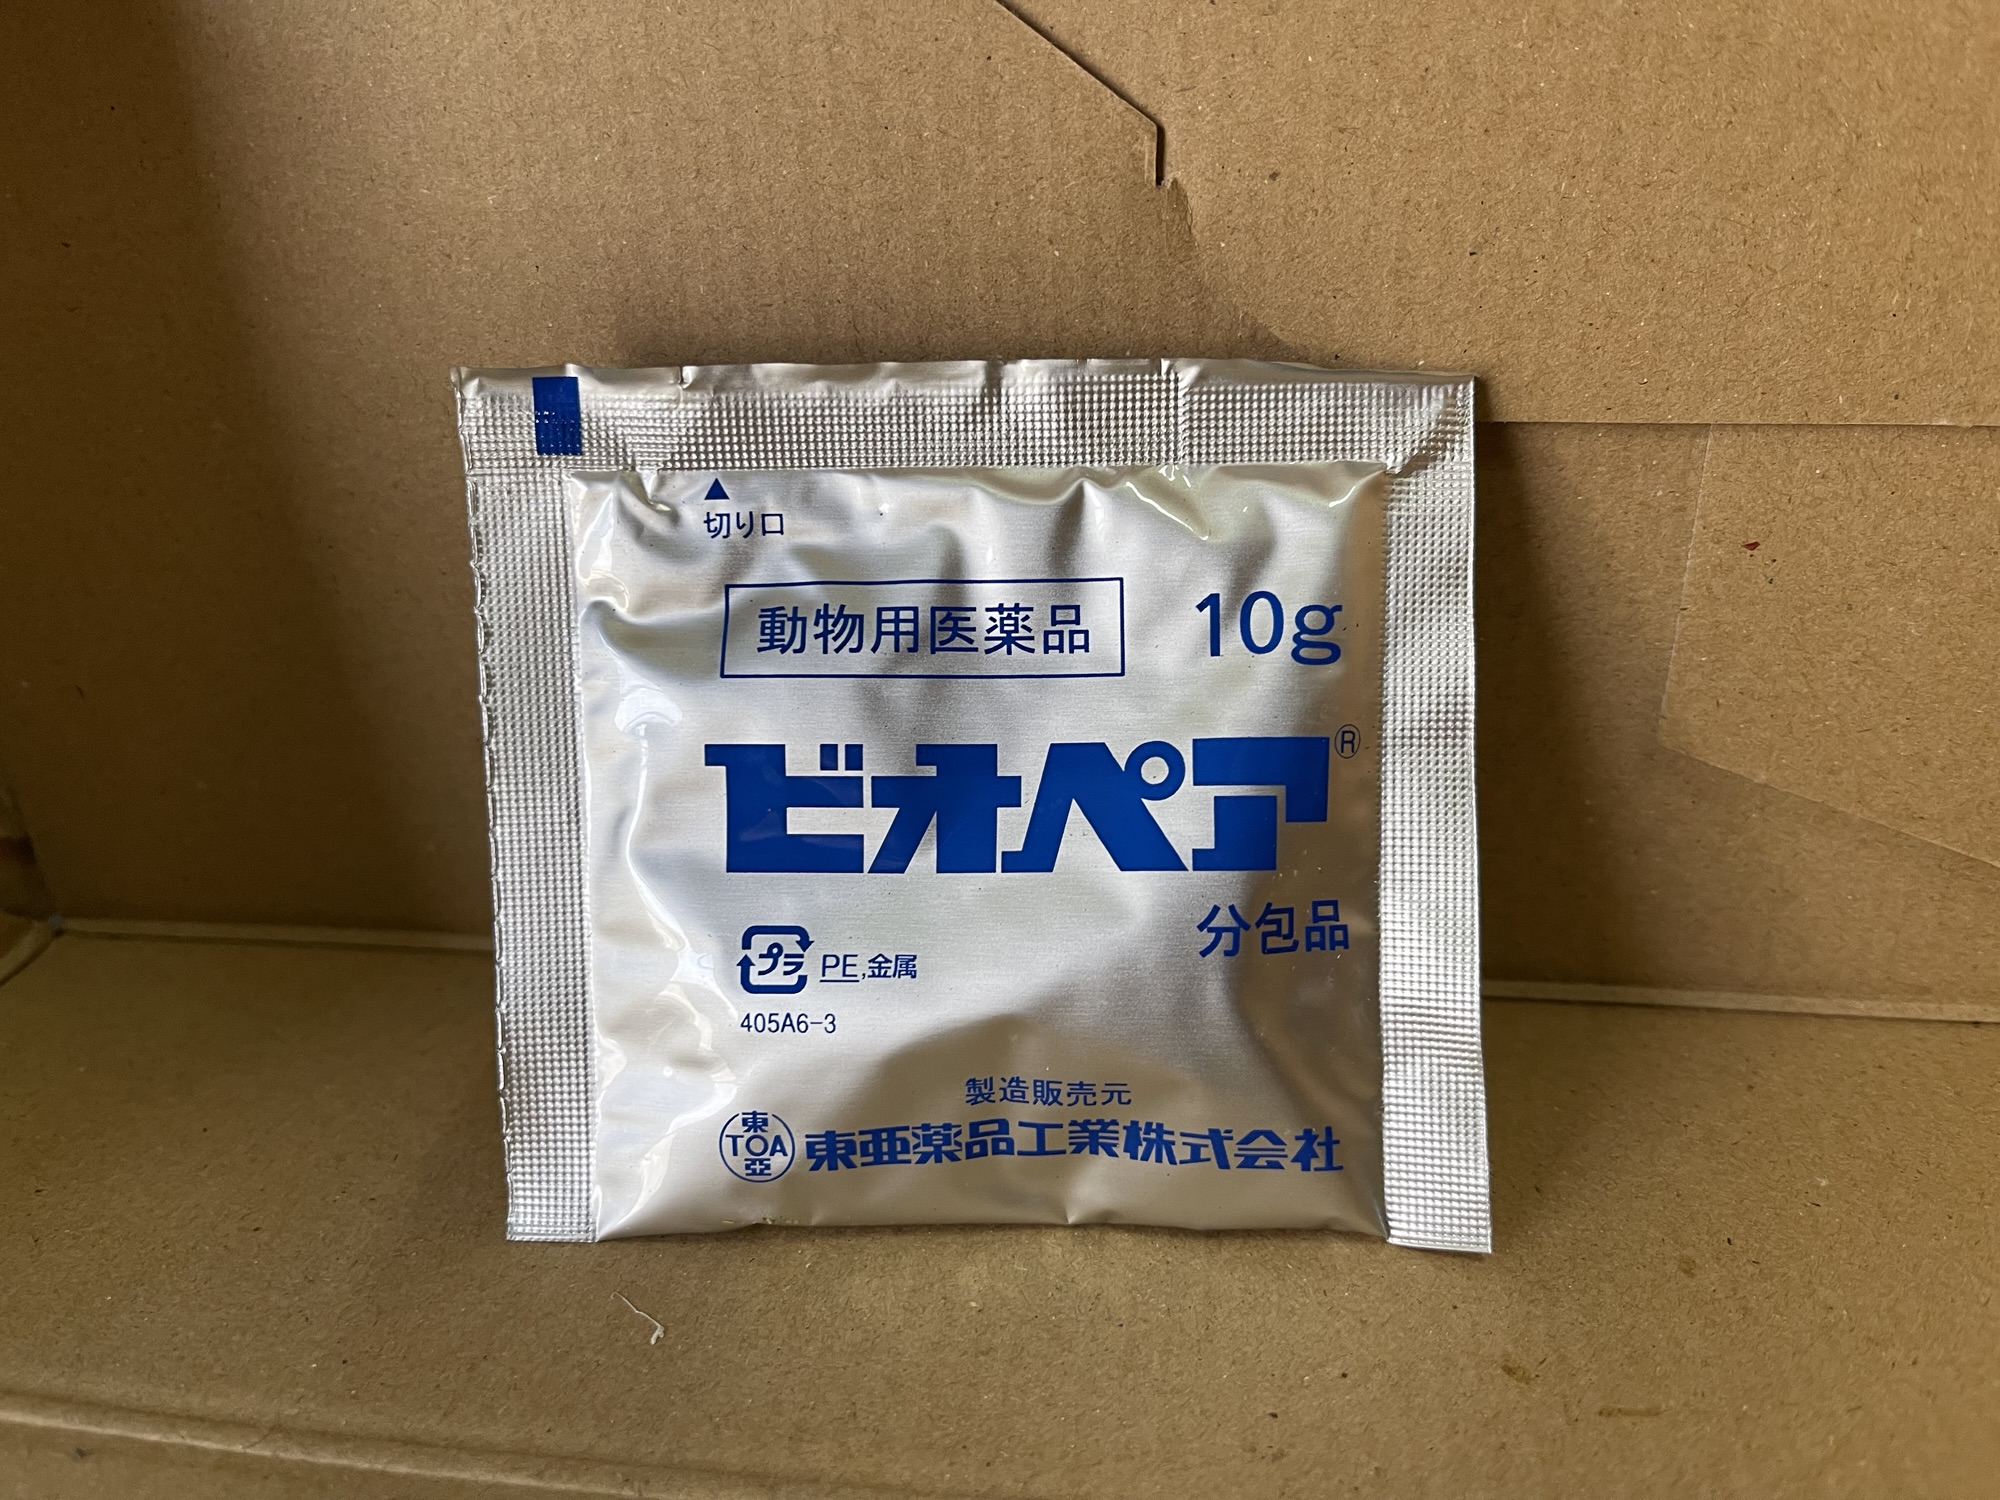 ▲
切り口
動物用医薬品 10g
ビオペア®
分包品
プラ PE,金属
405A6-3
製造販売元
東 TOA 亜 東亜薬品工業株式会社